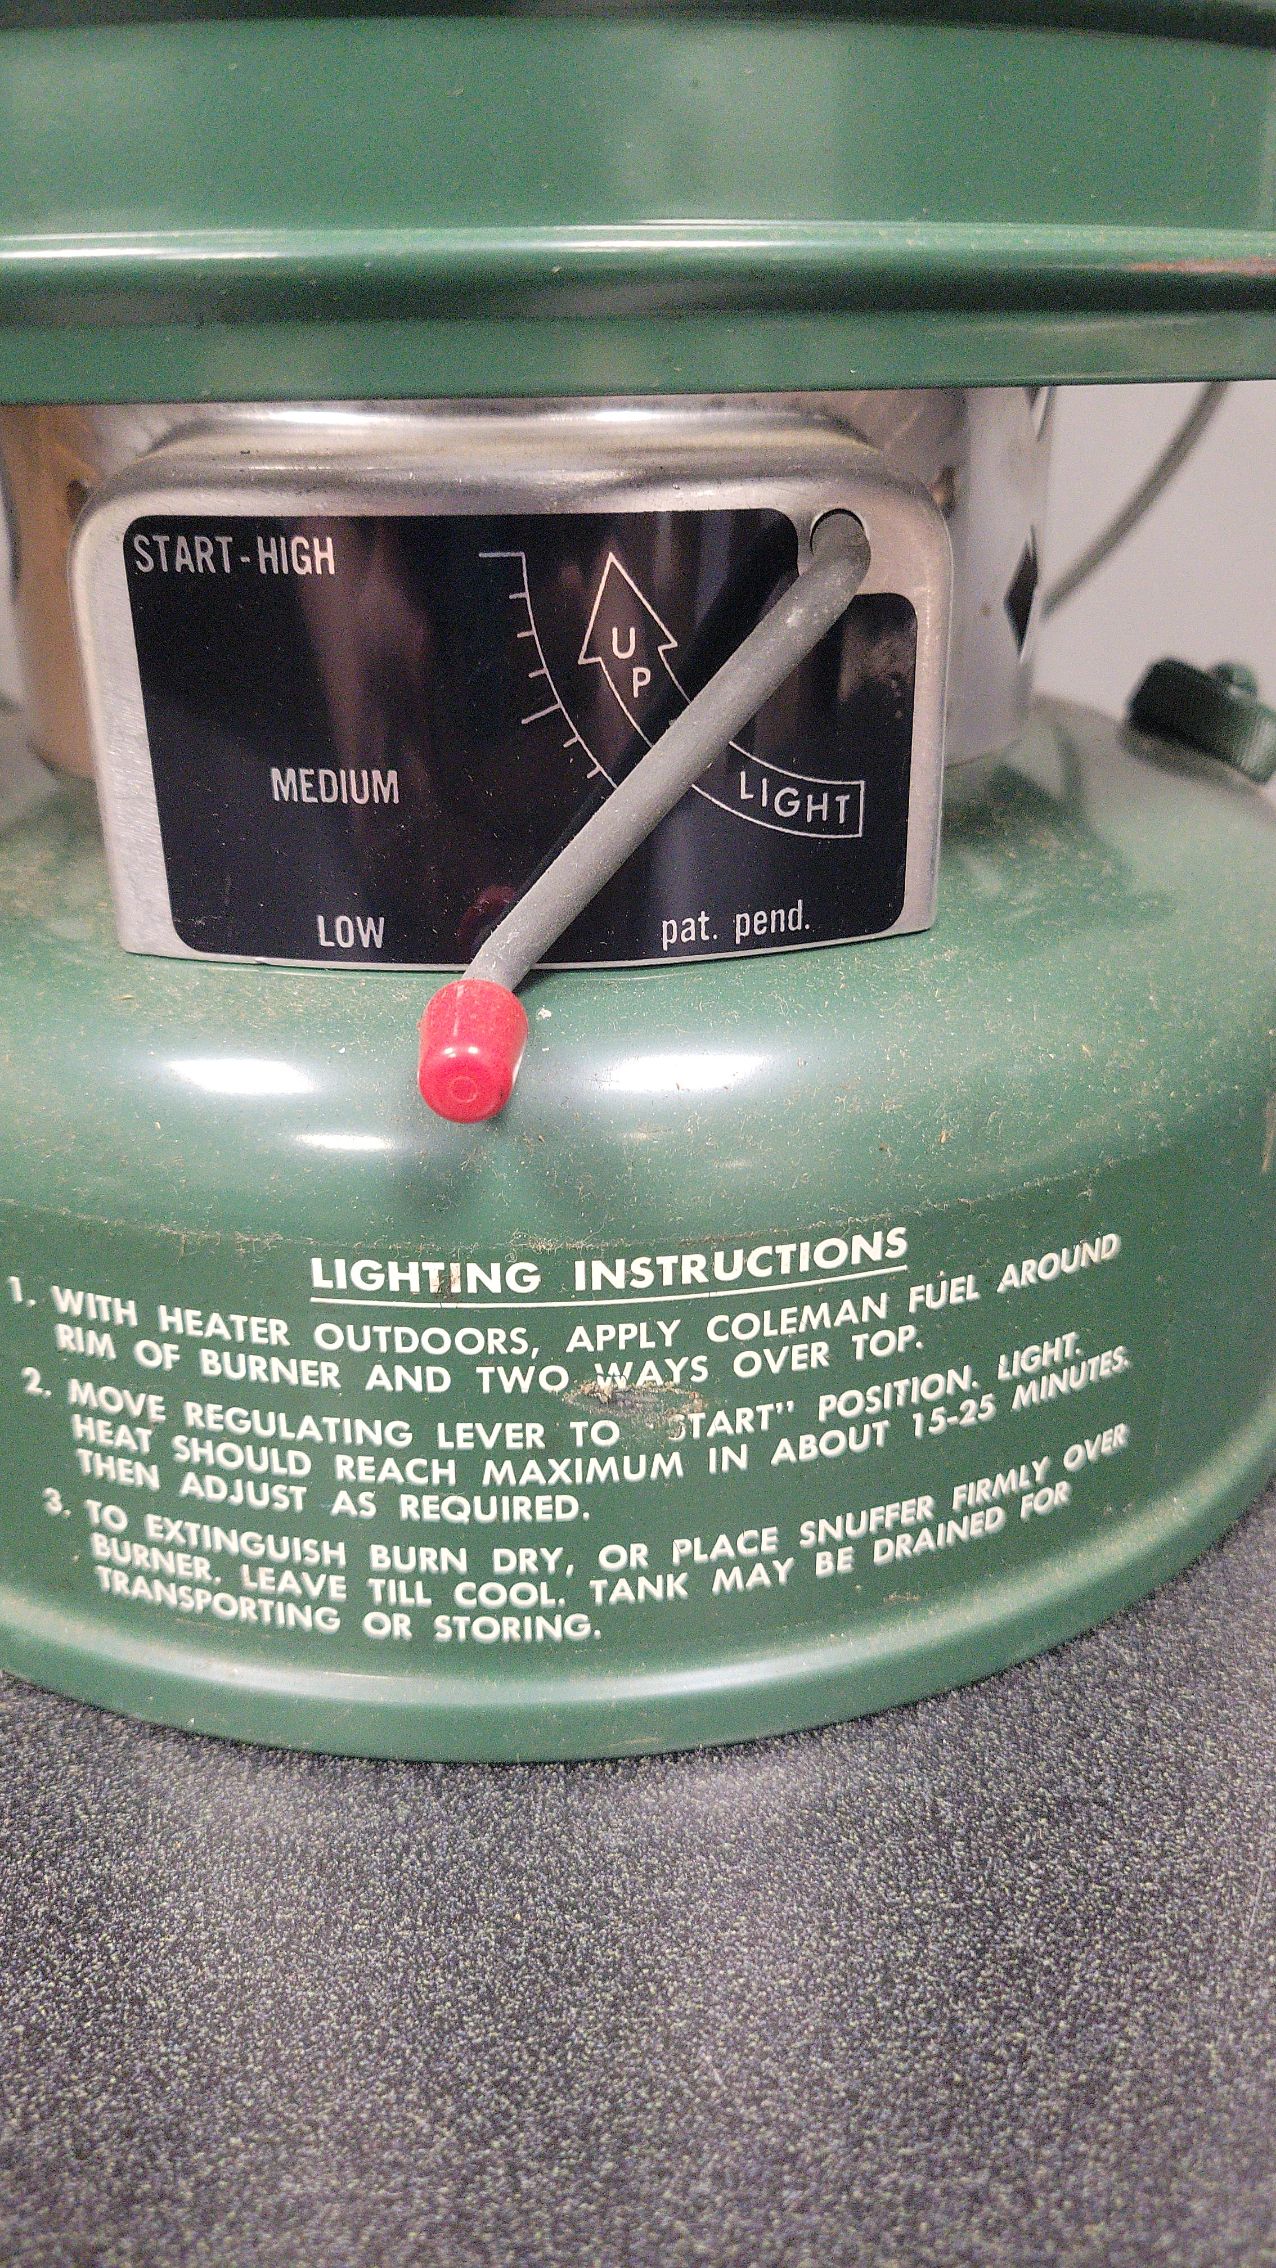 START-HIGH
UP
MEDIUM
LIGHT
LOW
pat. pend.
LIGHTING INSTRUCTIONS
1. WITH HEATER OUTDOORS, APPLY COLEMAN FUEL AROUND
RIM OF BURNER AND TWO WAYS OVER TOP.
2. MOVE REGULATING LEVER TO "START" POSITION. LIGHT.
HEAT SHOULD REACH MAXIMUM IN ABOUT 15-25 MINUTES.
THEN ADJUST AS REQUIRED.
3. TO EXTINGUISH BURN DRY, OR PLACE SNUFFER FIRMLY OVER
BURNER. LEAVE TILL COOL. TANK MAY BE DRAINED FOR
TRANSPORTING OR STORING.